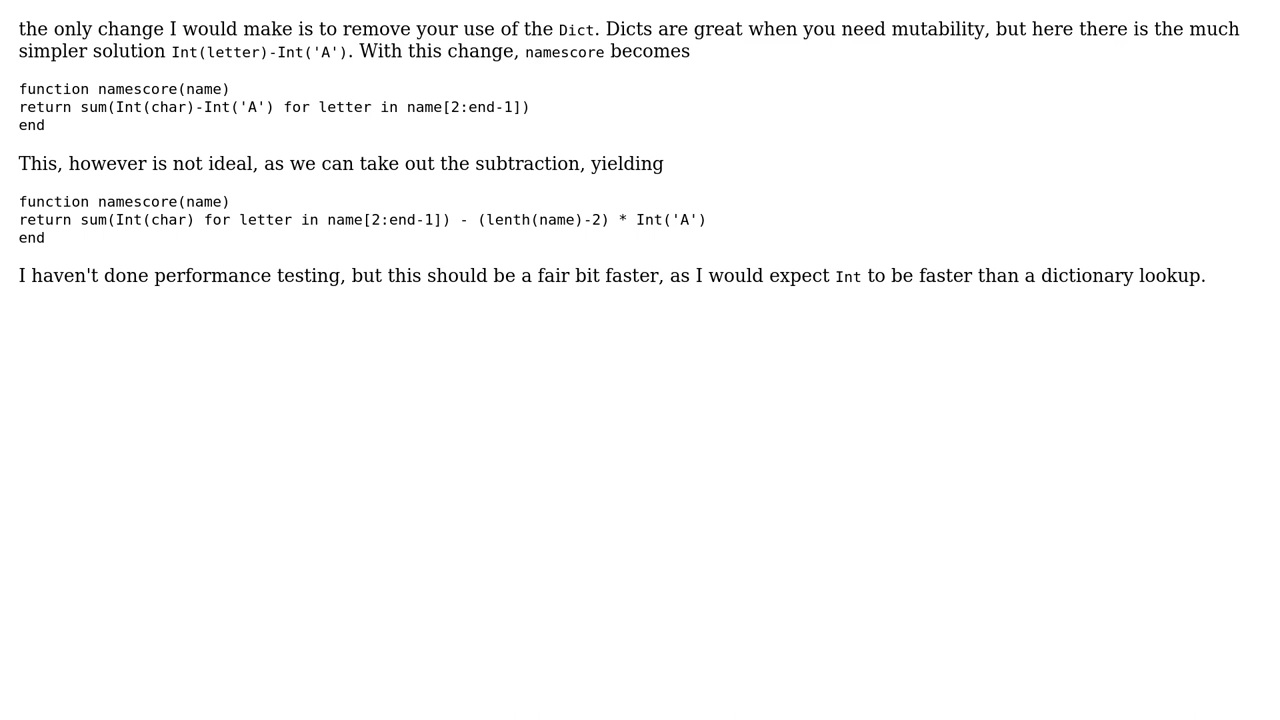 the only change I would make is to remove your use of the Dict. Dicts are great when you need mutability, but here there is the much
simpler solution Int(letter)-Int('A'). With this change, namescore becomes
function namescore(name)
return sum(Int(char)-Int('A') for letter in name[2:end-1])
end
This, however is not ideal, as we can take out the subtraction, yielding
function namescore(name)
return sum(Int(char) for letter in name[2:end-1]) - (lenth(name)-2) * Int('A')
end
I haven't done performance testing, but this should be a fair bit faster, as I would expect Int to be faster than a dictionary lookup.